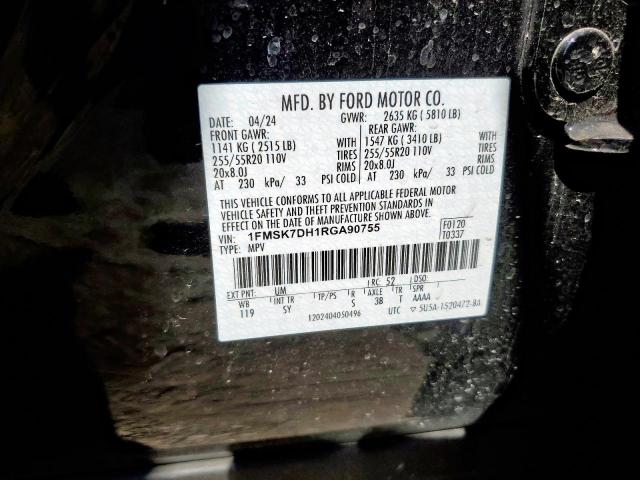 MFD. BY FORD MOTOR CO.
DATE: 04/24 GVWR: 2635 KG ( 5810 LB)
FRONT GAWR: REAR GAWR:
1141 KG ( 2515 LB) WITH 1547 KG ( 3410 LB) WITH
255/55R20 110V TIRES 255/55R20 110V TIRES
20x8.0J RIMS 20x8.0J RIMS
AT 230 kPa/ 33 PSI COLD AT 230 kPa/ 33 PSI COLD
THIS VEHICLE CONFORMS TO ALL APPLICABLE FEDERAL MOTOR
VEHICLE SAFETY AND THEFT PREVENTION STANDARDS IN
EFFECT ON THE DATE OF MANUFACTURE SHOWN ABOVE.
VIN: 1FMSK7DH1RGA90755 F0120
TYPE: MPV T0337
EXT PNT: UM RC: 52 DSO:
WB INT TR TP/PS R AXLE TR SPR
119 SY S 3B T AAAA
1202404050496 UTC ▽ 5U5A-1520472-BA